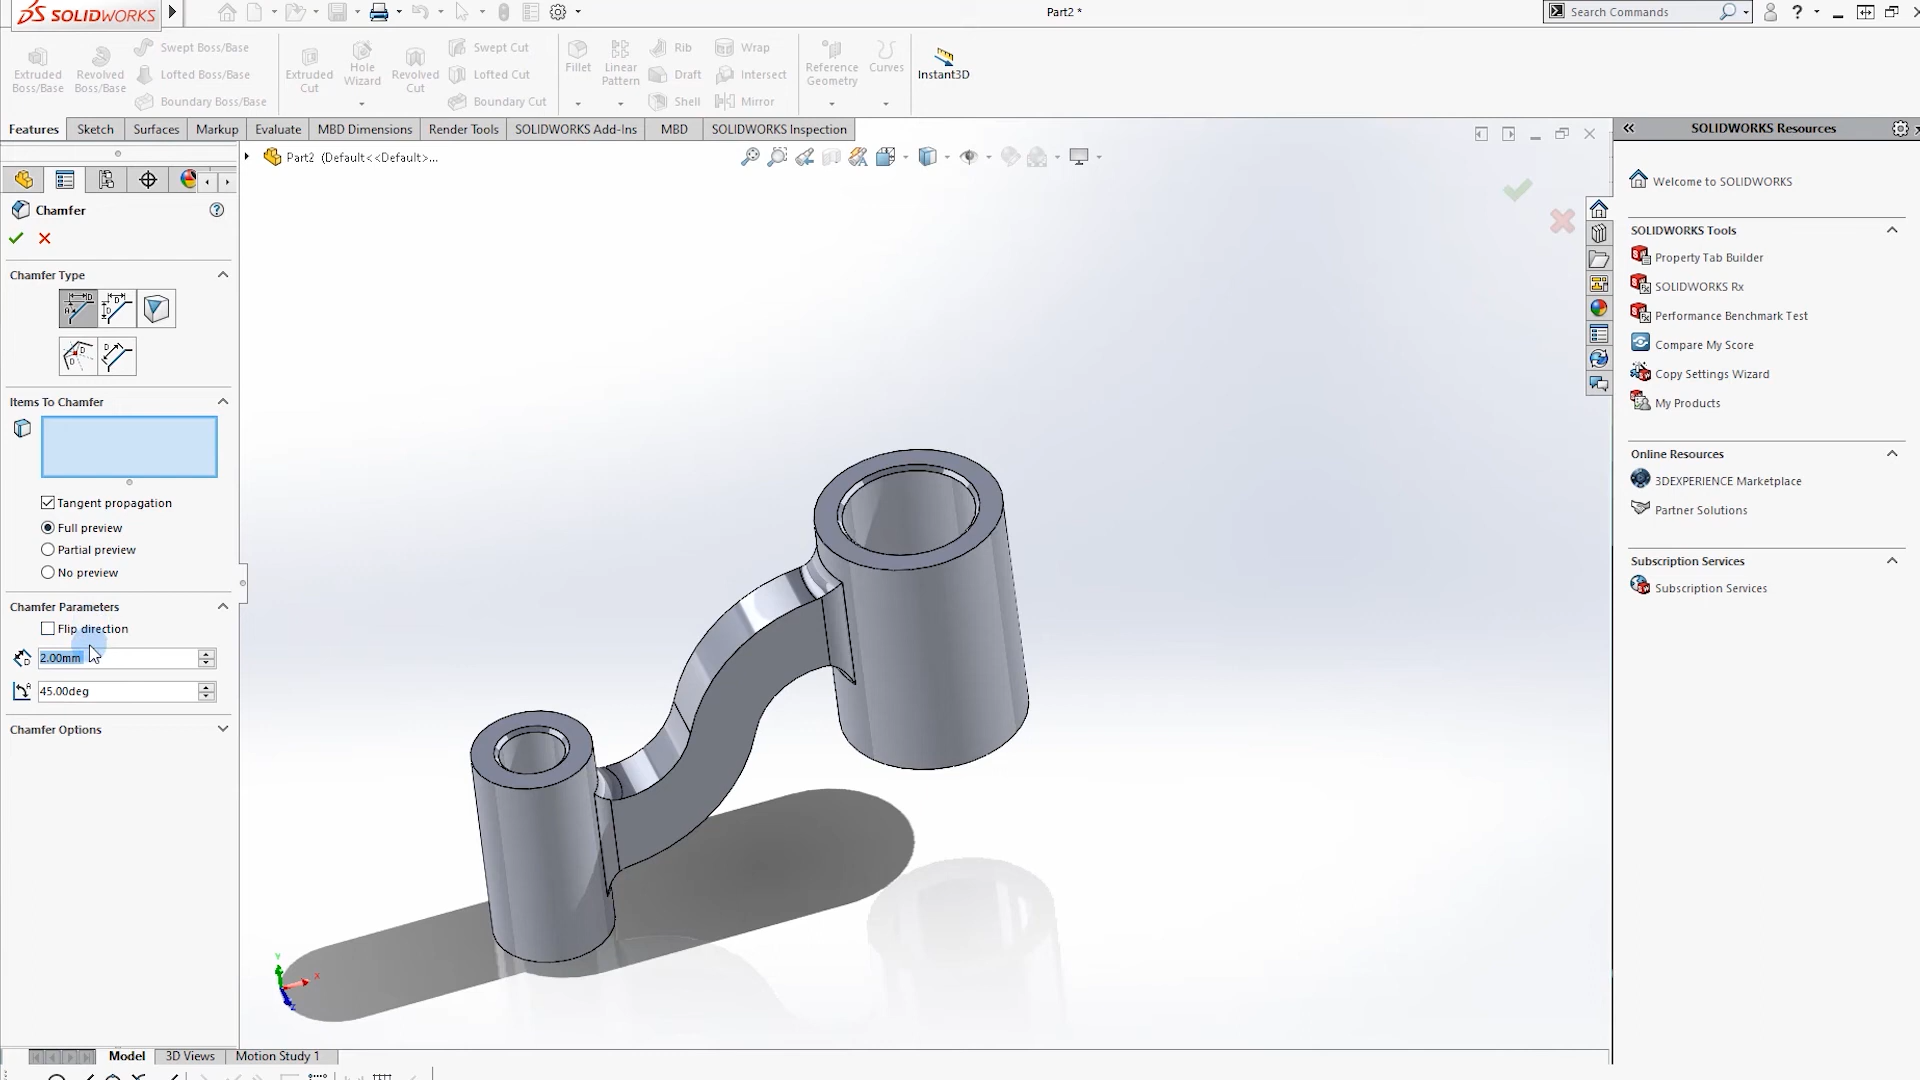 SOLIDWORKS
Part2 *
Search Commands
Extruded Boss/Base
Revolved Boss/Base
Swept Boss/Base
Lofted Boss/Base
Boundary Boss/Base
Extruded Cut
Hole Wizard
Revolved Cut
Swept Cut
Lofted Cut
Boundary Cut
Fillet
Linear Pattern
Rib
Draft
Shell
Wrap
Intersect
Mirror
Reference Geometry
Curves
Instant3D
Features
Sketch
Surfaces
Markup
Evaluate
MBD Dimensions
Render Tools
SOLIDWORKS Add-Ins
MBD
SOLIDWORKS Inspection
Part2 (Default<<Default>...
Chamfer
Chamfer Type
Items To Chamfer
Tangent propagation
Full preview
Partial preview
No preview
Chamfer Parameters
Flip direction
2.00mm
45.00deg
Chamfer Options
SOLIDWORKS Resources
Welcome to SOLIDWORKS
SOLIDWORKS Tools
Property Tab Builder
SOLIDWORKS Rx
Performance Benchmark Test
Compare My Score
Copy Settings Wizard
My Products
Online Resources
3DEXPERIENCE Marketplace
Partner Solutions
Subscription Services
Subscription Services
Y
X
Z
Model
3D Views
Motion Study 1